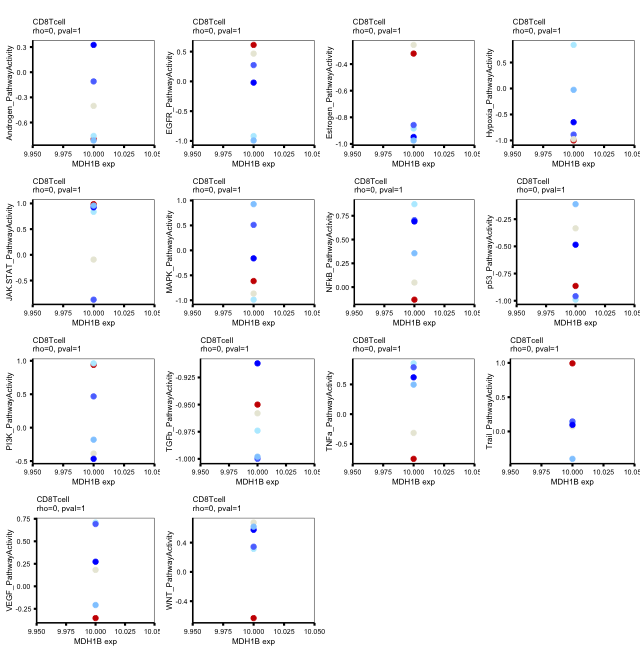 CD8Tcell
rho=0, pval=1
Androgen_PathwayActivity
0.3
0.0
-0.3
-0.6
9.950 9.975 10.000 10.025 10.05
MDH1B exp
CD8Tcell
rho=0, pval=1
EGFR_PathwayActivity
0.5
0.0
-0.5
-1.0
9.950 9.975 10.000 10.025 10.05
MDH1B exp
CD8Tcell
rho=0, pval=1
Estrogen_PathwayActivity
-0.4
-0.6
-0.8
-1.0
9.950 9.975 10.000 10.025 10.05
MDH1B exp
CD8Tcell
rho=0, pval=1
Hypoxia_PathwayActivity
0.5
0.0
-0.5
-1.0
9.950 9.975 10.000 10.025 10.05
MDH1B exp
CD8Tcell
rho=0, pval=1
JAK-STAT_PathwayActivity
1.0
0.5
0.0
-0.5
9.950 9.975 10.000 10.025 10.05
MDH1B exp
CD8Tcell
rho=0, pval=1
MAPK_PathwayActivity
1.0
0.5
0.0
-0.5
-1.0
9.950 9.975 10.000 10.025 10.05
MDH1B exp
CD8Tcell
rho=0, pval=1
NFkB_PathwayActivity
0.75
0.50
0.25
0.00
9.950 9.975 10.000 10.025 10.05
MDH1B exp
CD8Tcell
rho=0, pval=1
p53_PathwayActivity
-0.25
-0.50
-0.75
-1.00
9.950 9.975 10.000 10.025 10.05
MDH1B exp
CD8Tcell
rho=0, pval=1
PI3K_PathwayActivity
1.0
0.5
0.0
-0.5
9.950 9.975 10.000 10.025 10.05
MDH1B exp
CD8Tcell
rho=0, pval=1
TGFb_PathwayActivity
-0.925
-0.950
-0.975
-1.000
9.950 9.975 10.000 10.025 10.05
MDH1B exp
CD8Tcell
rho=0, pval=1
TNFa_PathwayActivity
0.5
0.0
-0.5
9.950 9.975 10.000 10.025 10.05
MDH1B exp
CD8Tcell
rho=0, pval=1
Trail_PathwayActivity
1.0
0.5
0.0
9.950 9.975 10.000 10.025 10.05
MDH1B exp
CD8Tcell
rho=0, pval=1
VEGF_PathwayActivity
0.75
0.50
0.25
0.00
-0.25
9.950 9.975 10.000 10.025 10.05
MDH1B exp
CD8Tcell
rho=0, pval=1
WNT_PathwayActivity
0.4
0.0
-0.4
9.950 9.975 10.000 10.025 10.050
MDH1B exp